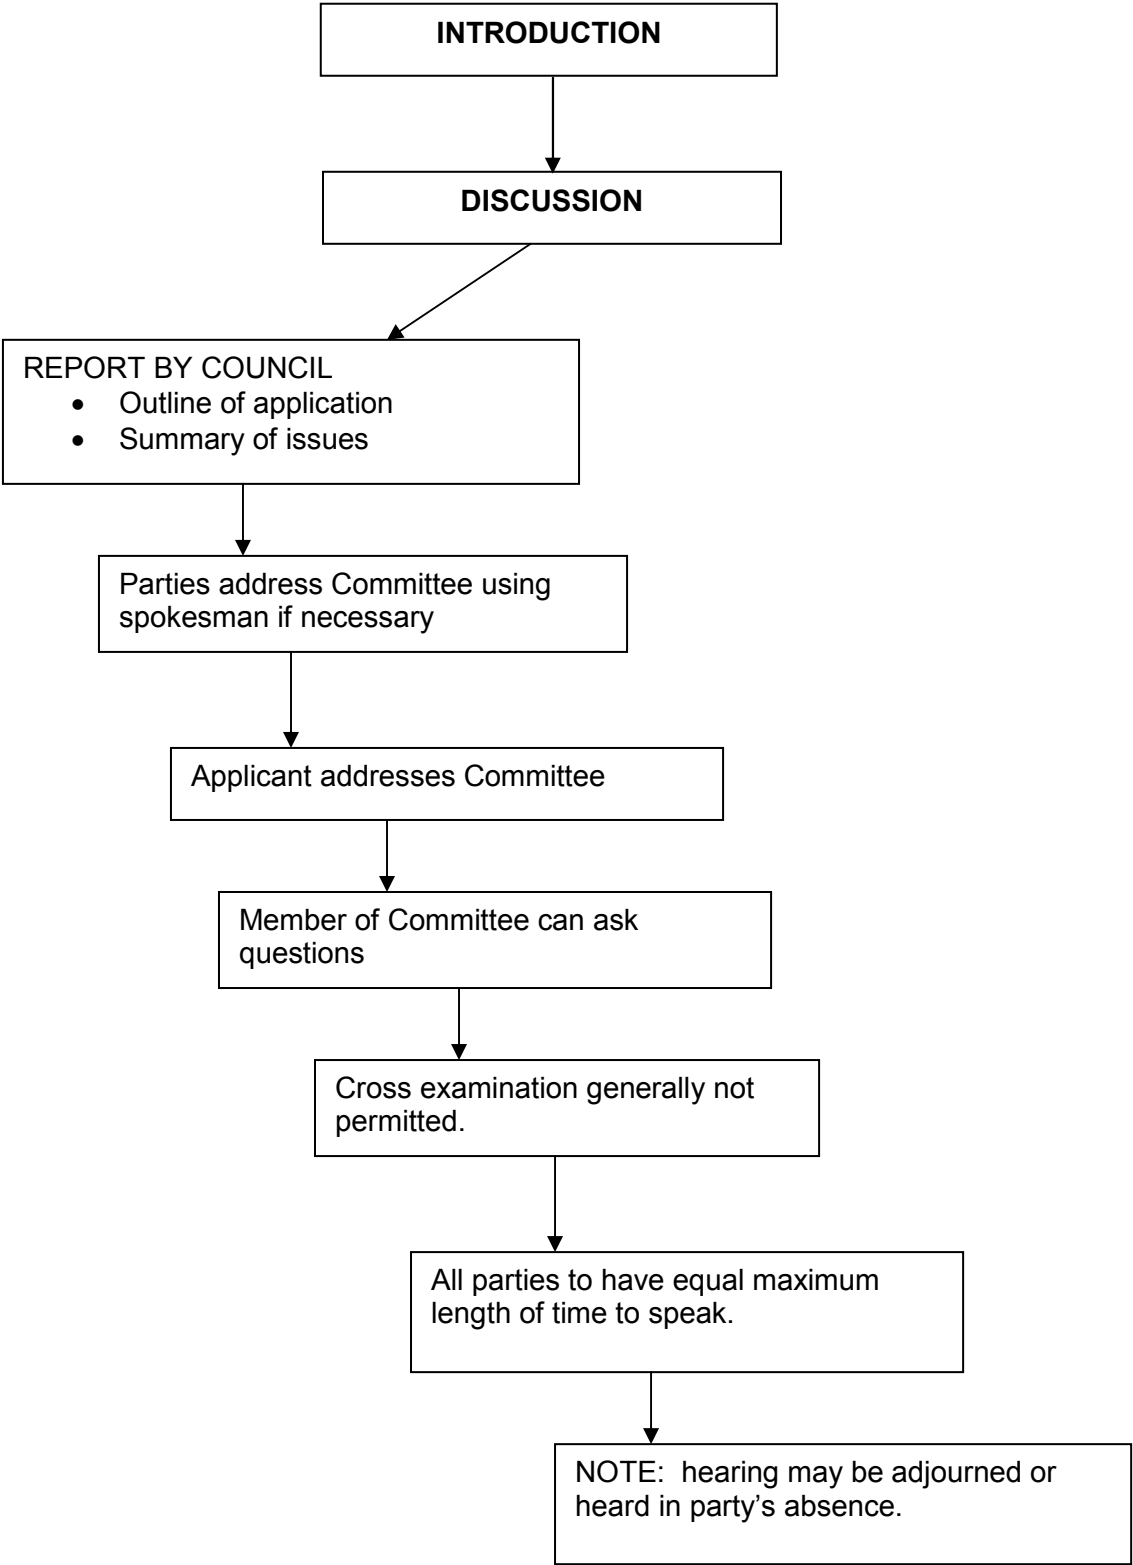 INTRODUCTION
DISCUSSION
REPORT BY COUNCIL
• Outline of application
• Summary of issues
Parties address Committee using
spokesman if necessary
Applicant addresses Committee
Member of Committee can ask
questions
Cross examination generally not
permitted.
All parties to have equal maximum
length of time to speak.
NOTE:  hearing may be adjourned or
heard in party’s absence.